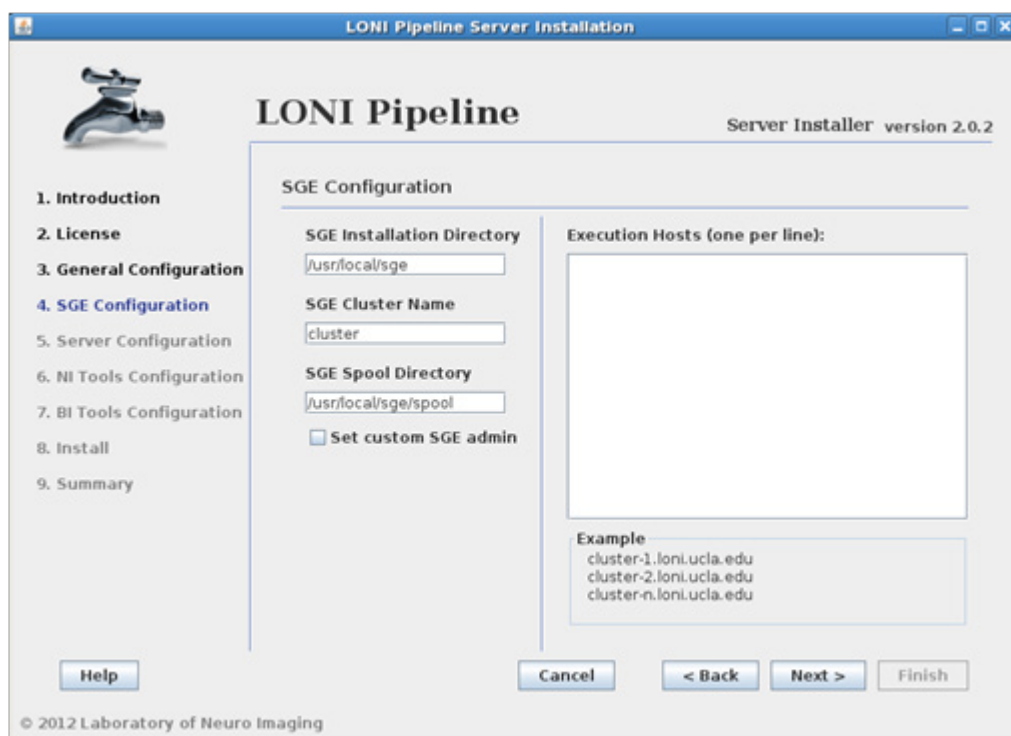 LONI Pipeline Server Installation
LONI Pipeline
Server Installer version 2.0.2
1. Introduction
2. License
3. General Configuration
4. SGE Configuration
5. Server Configuration
6. NI Tools Configuration
7. BI Tools Configuration
8. Install
9. Summary
SGE Configuration
SGE Installation Directory
/usr/local/sge
SGE Cluster Name
cluster
SGE Spool Directory
/usr/local/sge/spool
Set custom SGE admin
Execution Hosts (one per line):
Example
cluster-1.loni.ucla.edu
cluster-2.loni.ucla.edu
cluster-n.loni.ucla.edu
Help
Cancel
< Back
Next >
Finish
© 2012 Laboratory of Neuro Imaging